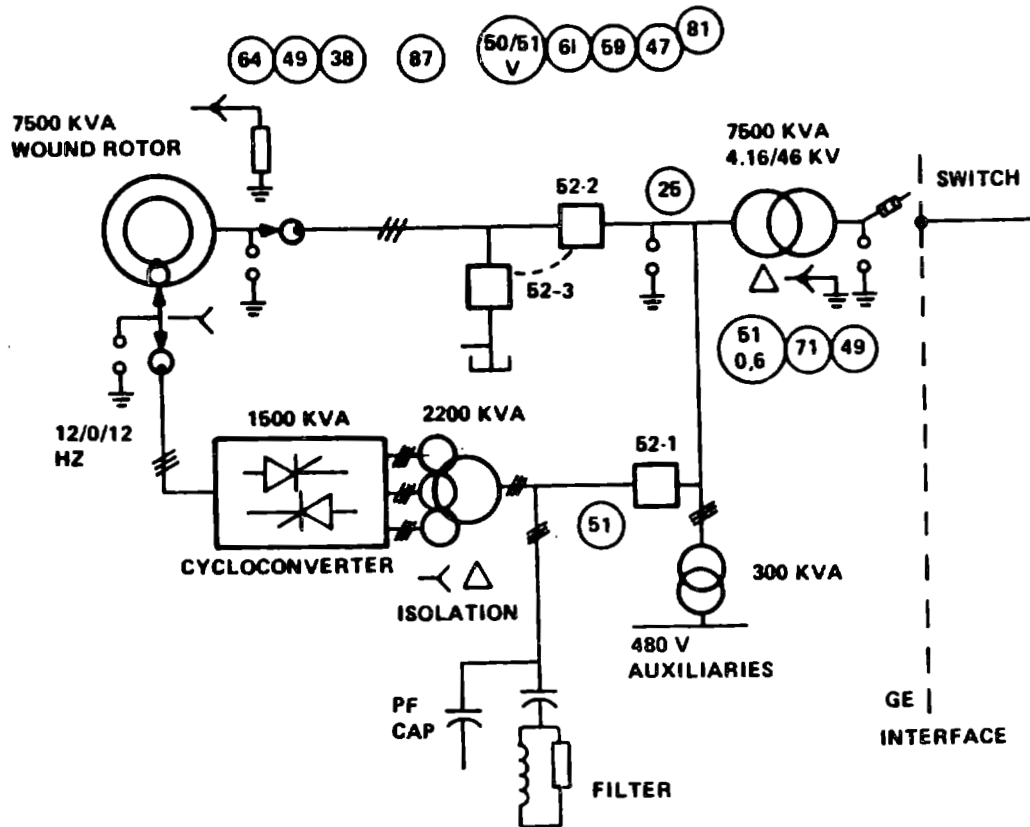 64
49
38
87
50/51
V
61
59
47
81
7500 KVA
WOUND ROTOR
7500 KVA
4.16/46 KV
SWITCH
52-2
25
52-3
51
0,6
71
49
12/0/12
HZ
1500 KVA
2200 KVA
52-1
51
CYCLOCONVERTER
ISOLATION
300 KVA
480 V
AUXILIARIES
PF
CAP
FILTER
GE
INTERFACE